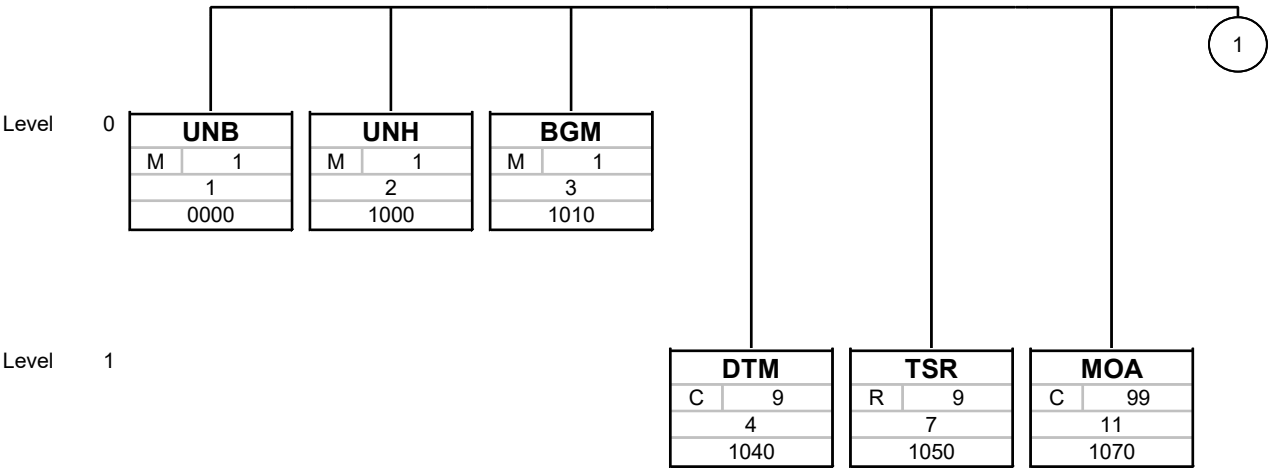 1
Level 0
UNB UNH BGM
M 1 M 1 M 1
1 2 3
0000 1000 1010
Level 1
DTM TSR MOA
C 9 R 9 C 99
4 7 11
1040 1050 1070